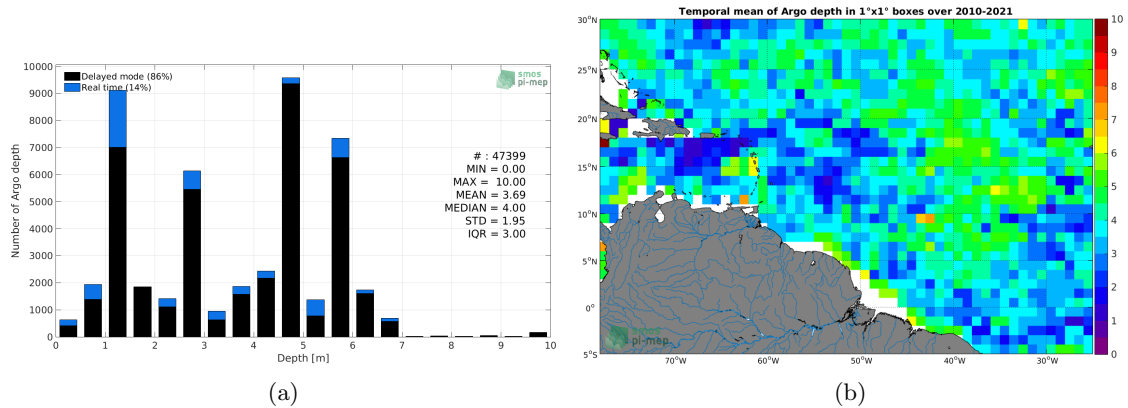 10000
9000
8000
7000
6000
5000
4000
3000
2000
1000
0
Number of Argo depth
Delayed mode (86%)
Real time (14%)
smos
pi-mep
# : 47399
MIN = 0.00
MAX = 10.00
MEAN = 3.69
MEDIAN = 4.00
STD = 1.95
IQR = 3.00
0 1 2 3 4 5 6 7 8 9 10
Depth [m]
(a)
Temporal mean of Argo depth in 1°x1° boxes over 2010-2021
30°N
25°N
20°N
15°N
10°N
5°N
0°
5°S
70°W 60°W 50°W 40°W 30°W
smos
pi-mep
10
9
8
7
6
5
4
3
2
1
0
(b)